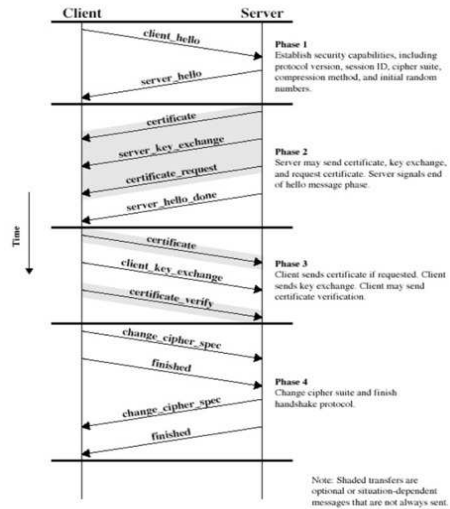 Client Server
client_hello
Phase 1
Establish security capabilities, including
protocol version, session ID, cipher suite,
compression method, and initial random
numbers.
server_hello
certificate
server_key_exchange
Phase 2
Server may send certificate, key exchange,
and request certificate. Server signals end
of hello message phase.
certificate_request
server_hello_done
Time
certificate
Phase 3
Client sends certificate if requested. Client
sends key exchange. Client may send
certificate verification.
client_key_exchange
certificate_verify
change_cipher_spec
finished
Phase 4
Change cipher suite and finish
handshake protocol.
change_cipher_spec
finished
Note: Shaded transfers are
optional or situation-dependent
messages that are not always sent.